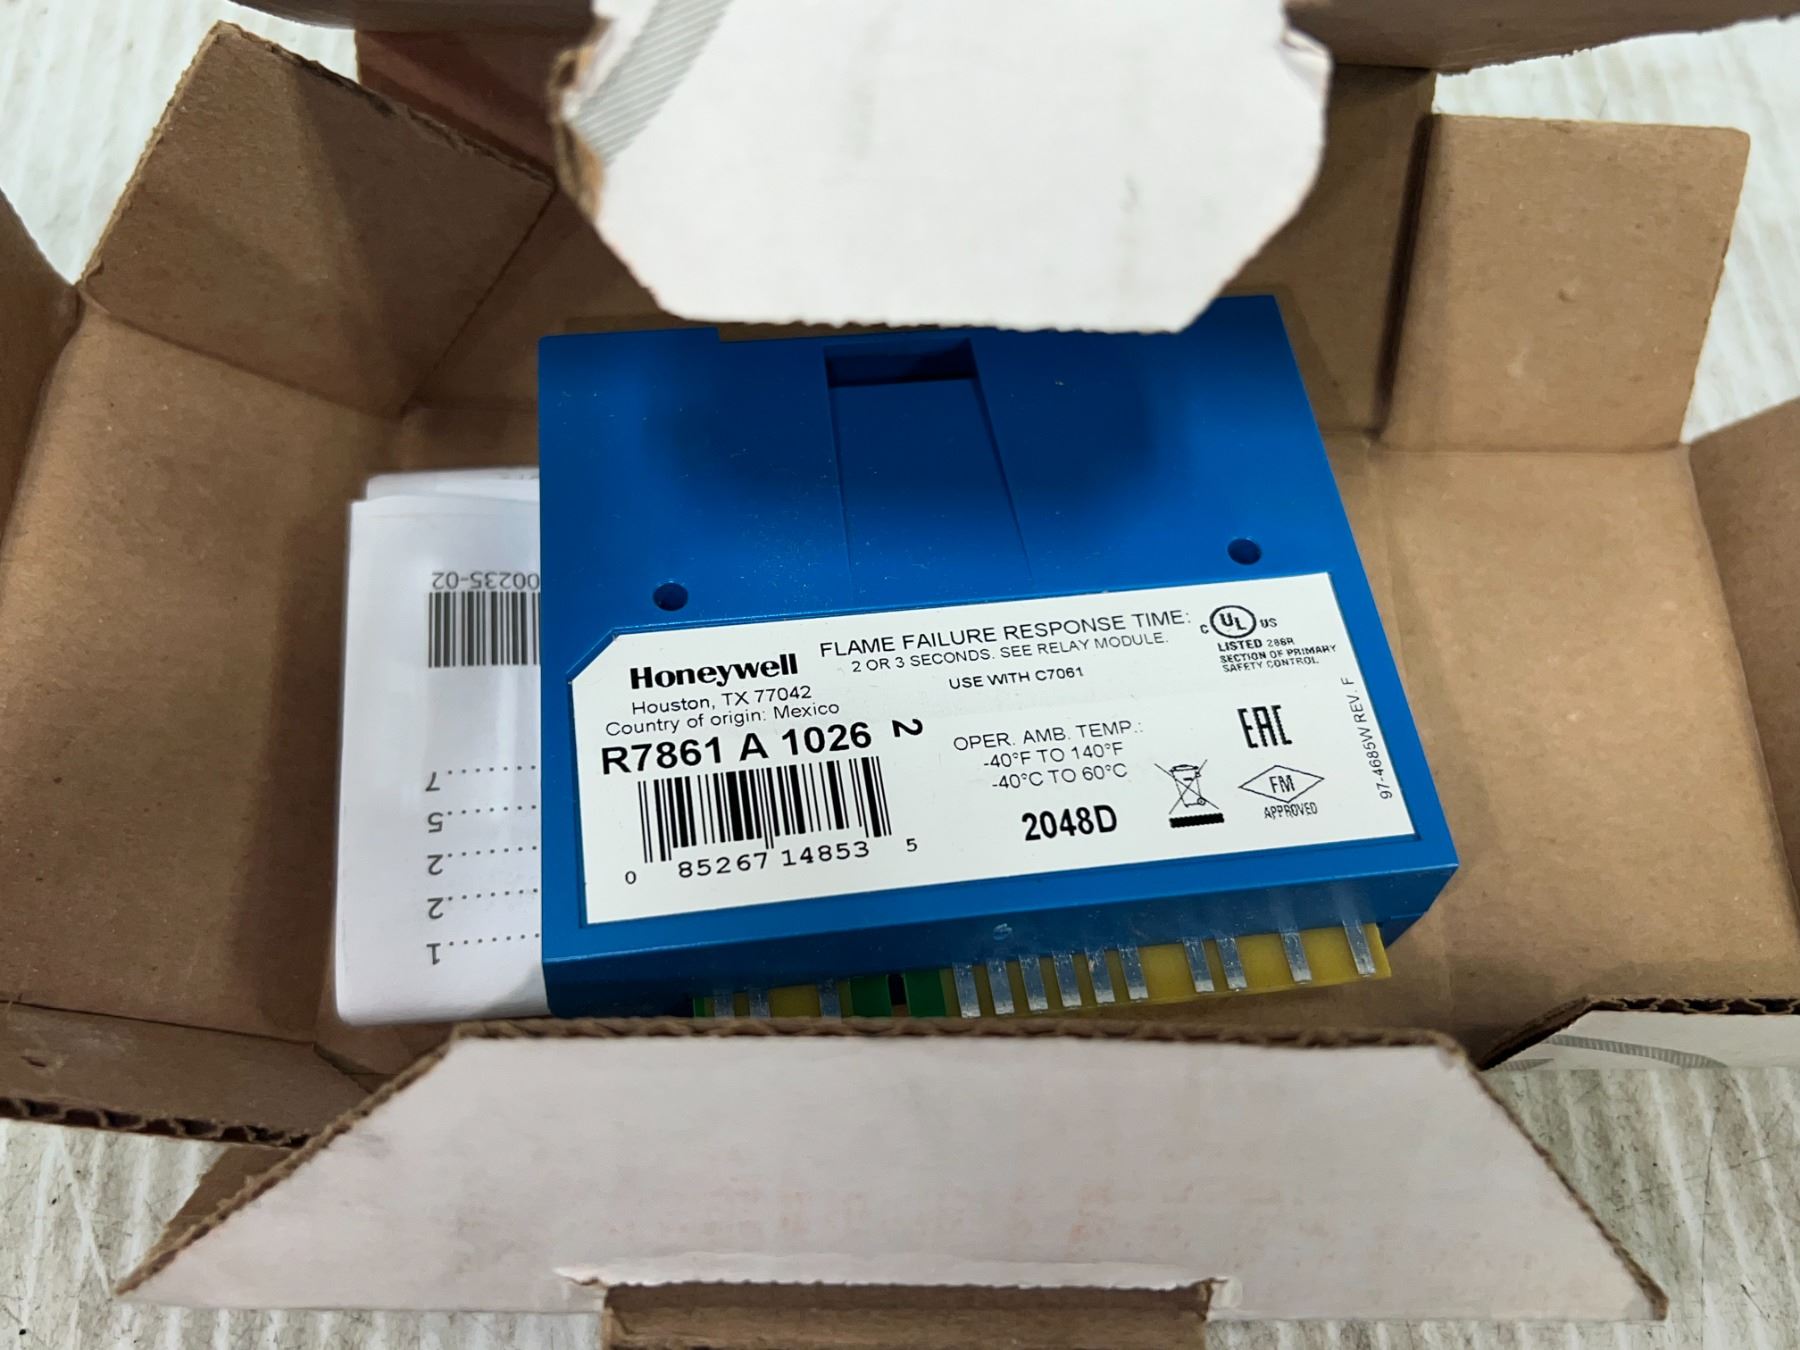 00235-02
7
5
2
2
1
Honeywell
Houston, TX 77042
Country of origin: Mexico
R7861 A 1026 2
0 85267 14853 5
FLAME FAILURE RESPONSE TIME:
2 OR 3 SECONDS. SEE RELAY MODULE.
USE WITH C7061
OPER. AMB. TEMP.:
-40°F TO 140°F
-40°C TO 60°C
2048D
C UL US
LISTED 286R
SECTION OF PRIMARY
SAFETY CONTROL
EAC
FM
APPROVED
97-4685W REV. F